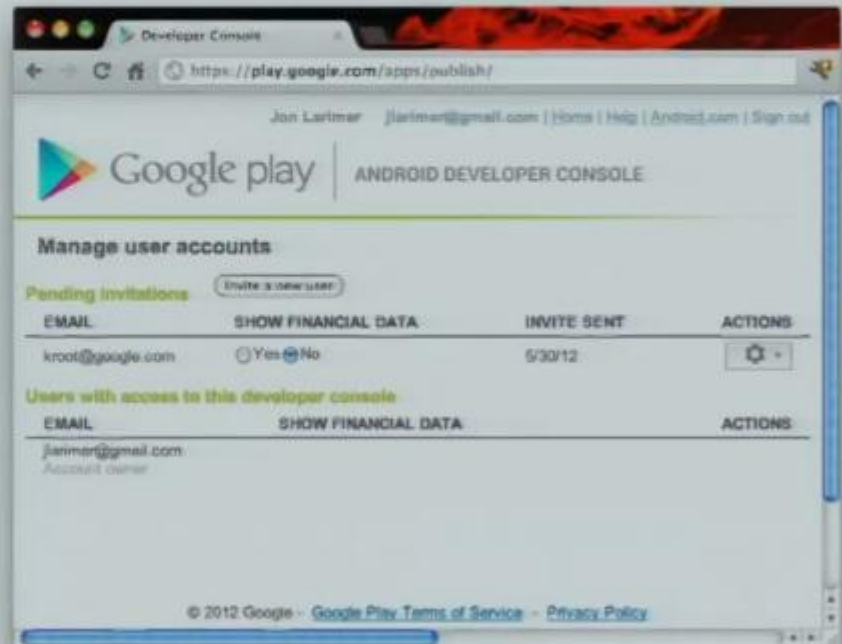 Developer Console
https://play.google.com/apps/publish/
Jon Larimer jlarimer@gmail.com | Home | Help | Android.com | Sign out
Google play | ANDROID DEVELOPER CONSOLE
Manage user accounts
Pending invitations Invite a new user
EMAIL SHOW FINANCIAL DATA INVITE SENT ACTIONS
kroot@google.com Yes No 5/30/12
Users with access to this developer console
EMAIL SHOW FINANCIAL DATA ACTIONS
jlarimer@gmail.com
Account owner
© 2012 Google - Google Play Terms of Service - Privacy Policy